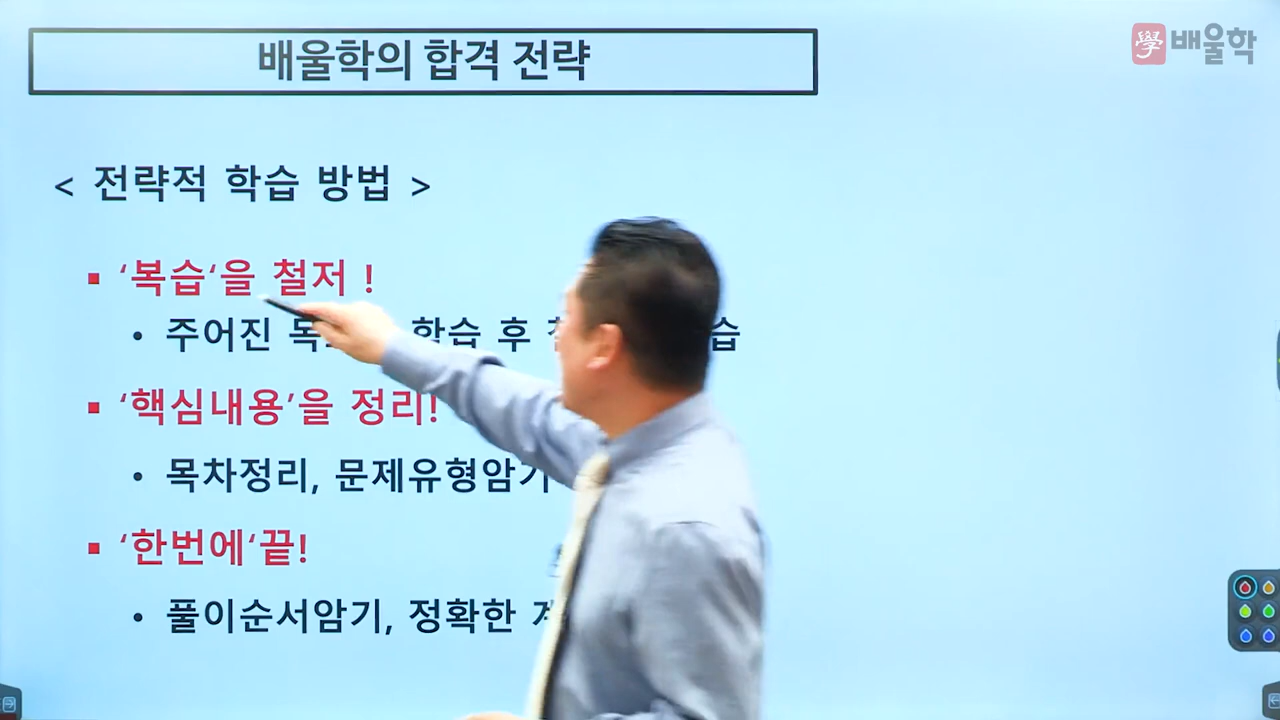 배울학의 합격 전략
學 배울학
< 전략적 학습 방법 >
▪ ‘복습‘을 철저 !
• 주어진 학습 후
▪ ‘핵심내용’을 정리!
• 목차정리, 문제유형암기
▪ ‘한번에‘끝!
• 풀이순서암기, 정확한